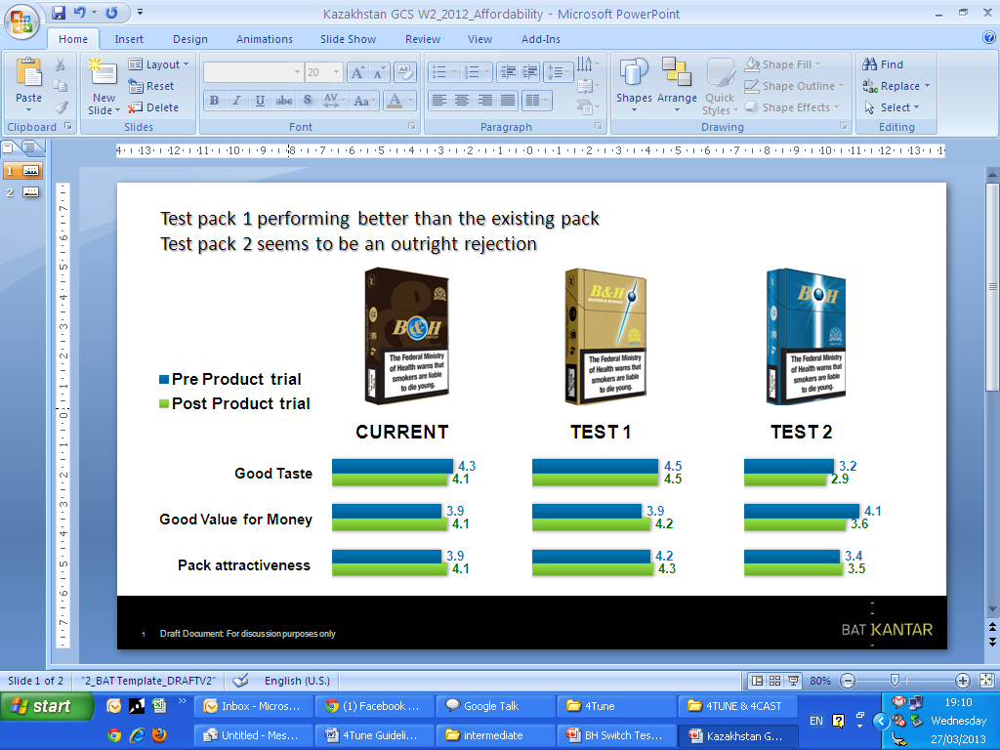 Kazakhstan GCS W2_2012_Affordability - Microsoft PowerPoint
Home Insert Design Animations Slide Show Review View Add-Ins
Paste
New Slide
Layout
Reset
Delete
20
B I U abc S AV Aa A
Shapes Arrange Quick Styles
Shape Fill
Shape Outline
Shape Effects
Find
Replace
Select
Clipboard Slides Font Paragraph Drawing Editing
1
2
Test pack 1 performing better than the existing pack
Test pack 2 seems to be an outright rejection
B&H
The Federal Ministry
of Health warns that
smokers are liable
to die young.
B&H
The Federal Ministry
of Health warns that
smokers are liable
to die young.
B H
The Federal Ministry
of Health warns that
smokers are liable
to die young.
Pre Product trial
Post Product trial
CURRENT TEST 1 TEST 2
Good Taste 4.3 4.5 3.2
4.1 4.5 2.9
Good Value for Money 3.9 3.9 4.1
4.1 4.2 3.6
Pack attractiveness 3.9 4.2 3.4
4.1 4.3 3.5
1 Draft Document: For discussion purposes only
BAT KANTAR
Slide 1 of 2 "2_BAT Template_DRAFTV2" English (U.S.) 80%
start
Inbox - Micros...
(1) Facebook ...
Google Talk
4Tune
4TUNE & 4CAST
Untitled - Mes...
4Tune Guideli...
intermediate
BH Switch Tes...
Kazakhstan G...
EN
19:10
Wednesday
27/03/2013